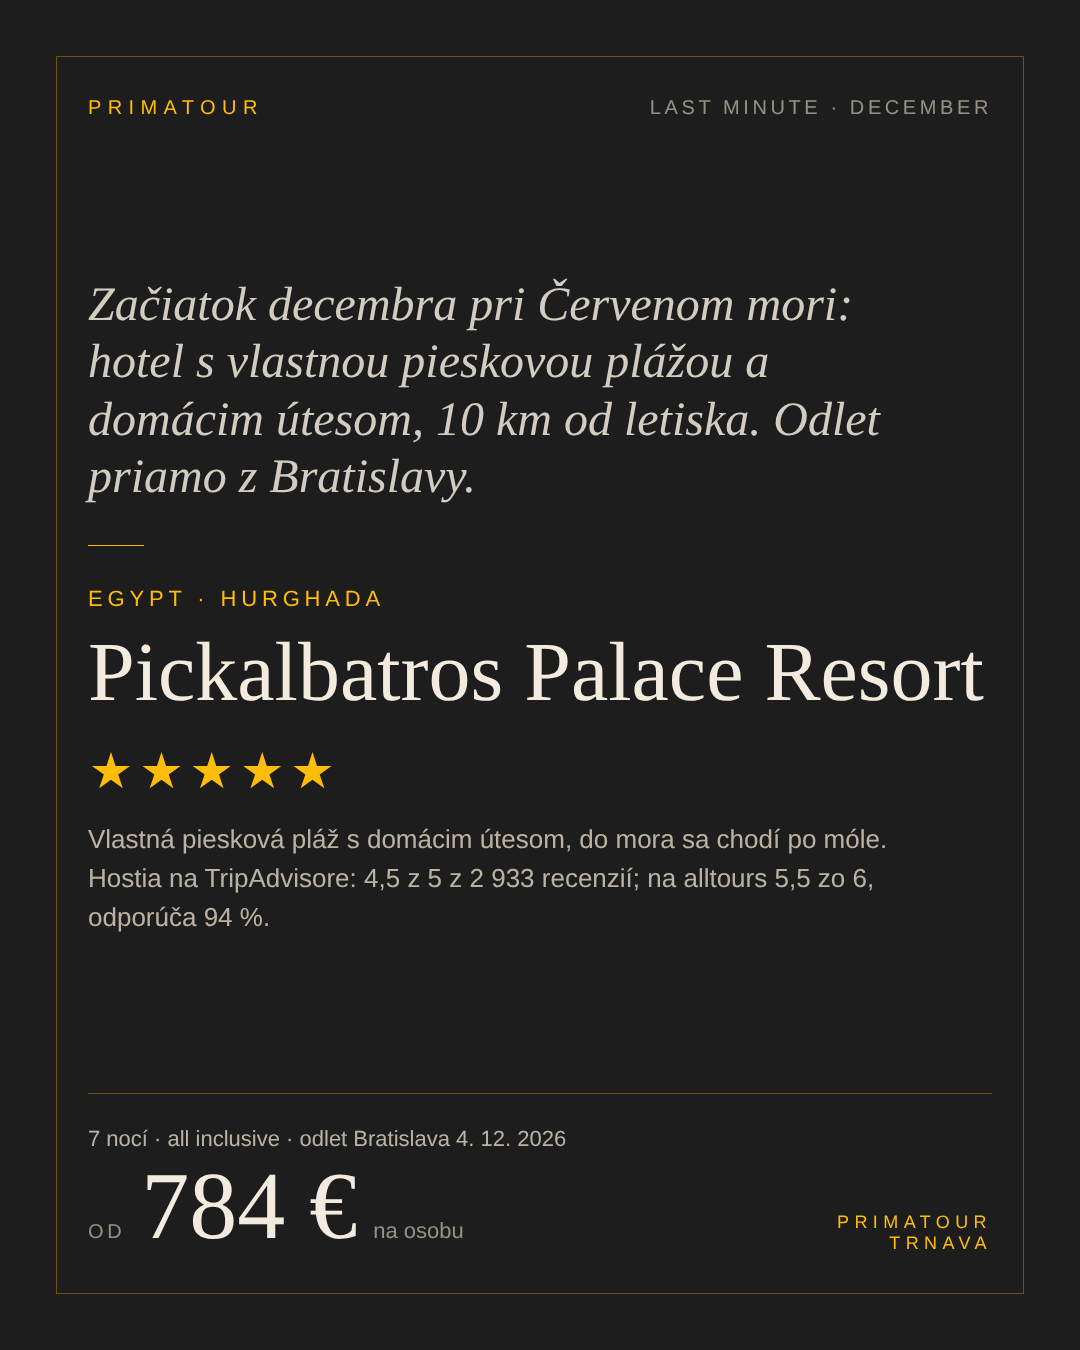 PRIMATOUR
LAST MINUTE · DECEMBER
Začiatok decembra pri Červenom mori:
hotel s vlastnou pieskovou plážou a
domácim útesom, 10 km od letiska. Odlet
priamo z Bratislavy.
EGYPT · HURGHADA
Pickalbatros Palace Resort
★★★★★
Vlastná piesková pláž s domácim útesom, do mora sa chodí po móle.
Hostia na TripAdvisore: 4,5 z 5 z 2 933 recenzií; na alltours 5,5 zo 6,
odporúča 94 %.
7 nocí · all inclusive · odlet Bratislava 4. 12. 2026
OD 784 € na osobu
PRIMATOUR
TRNAVA